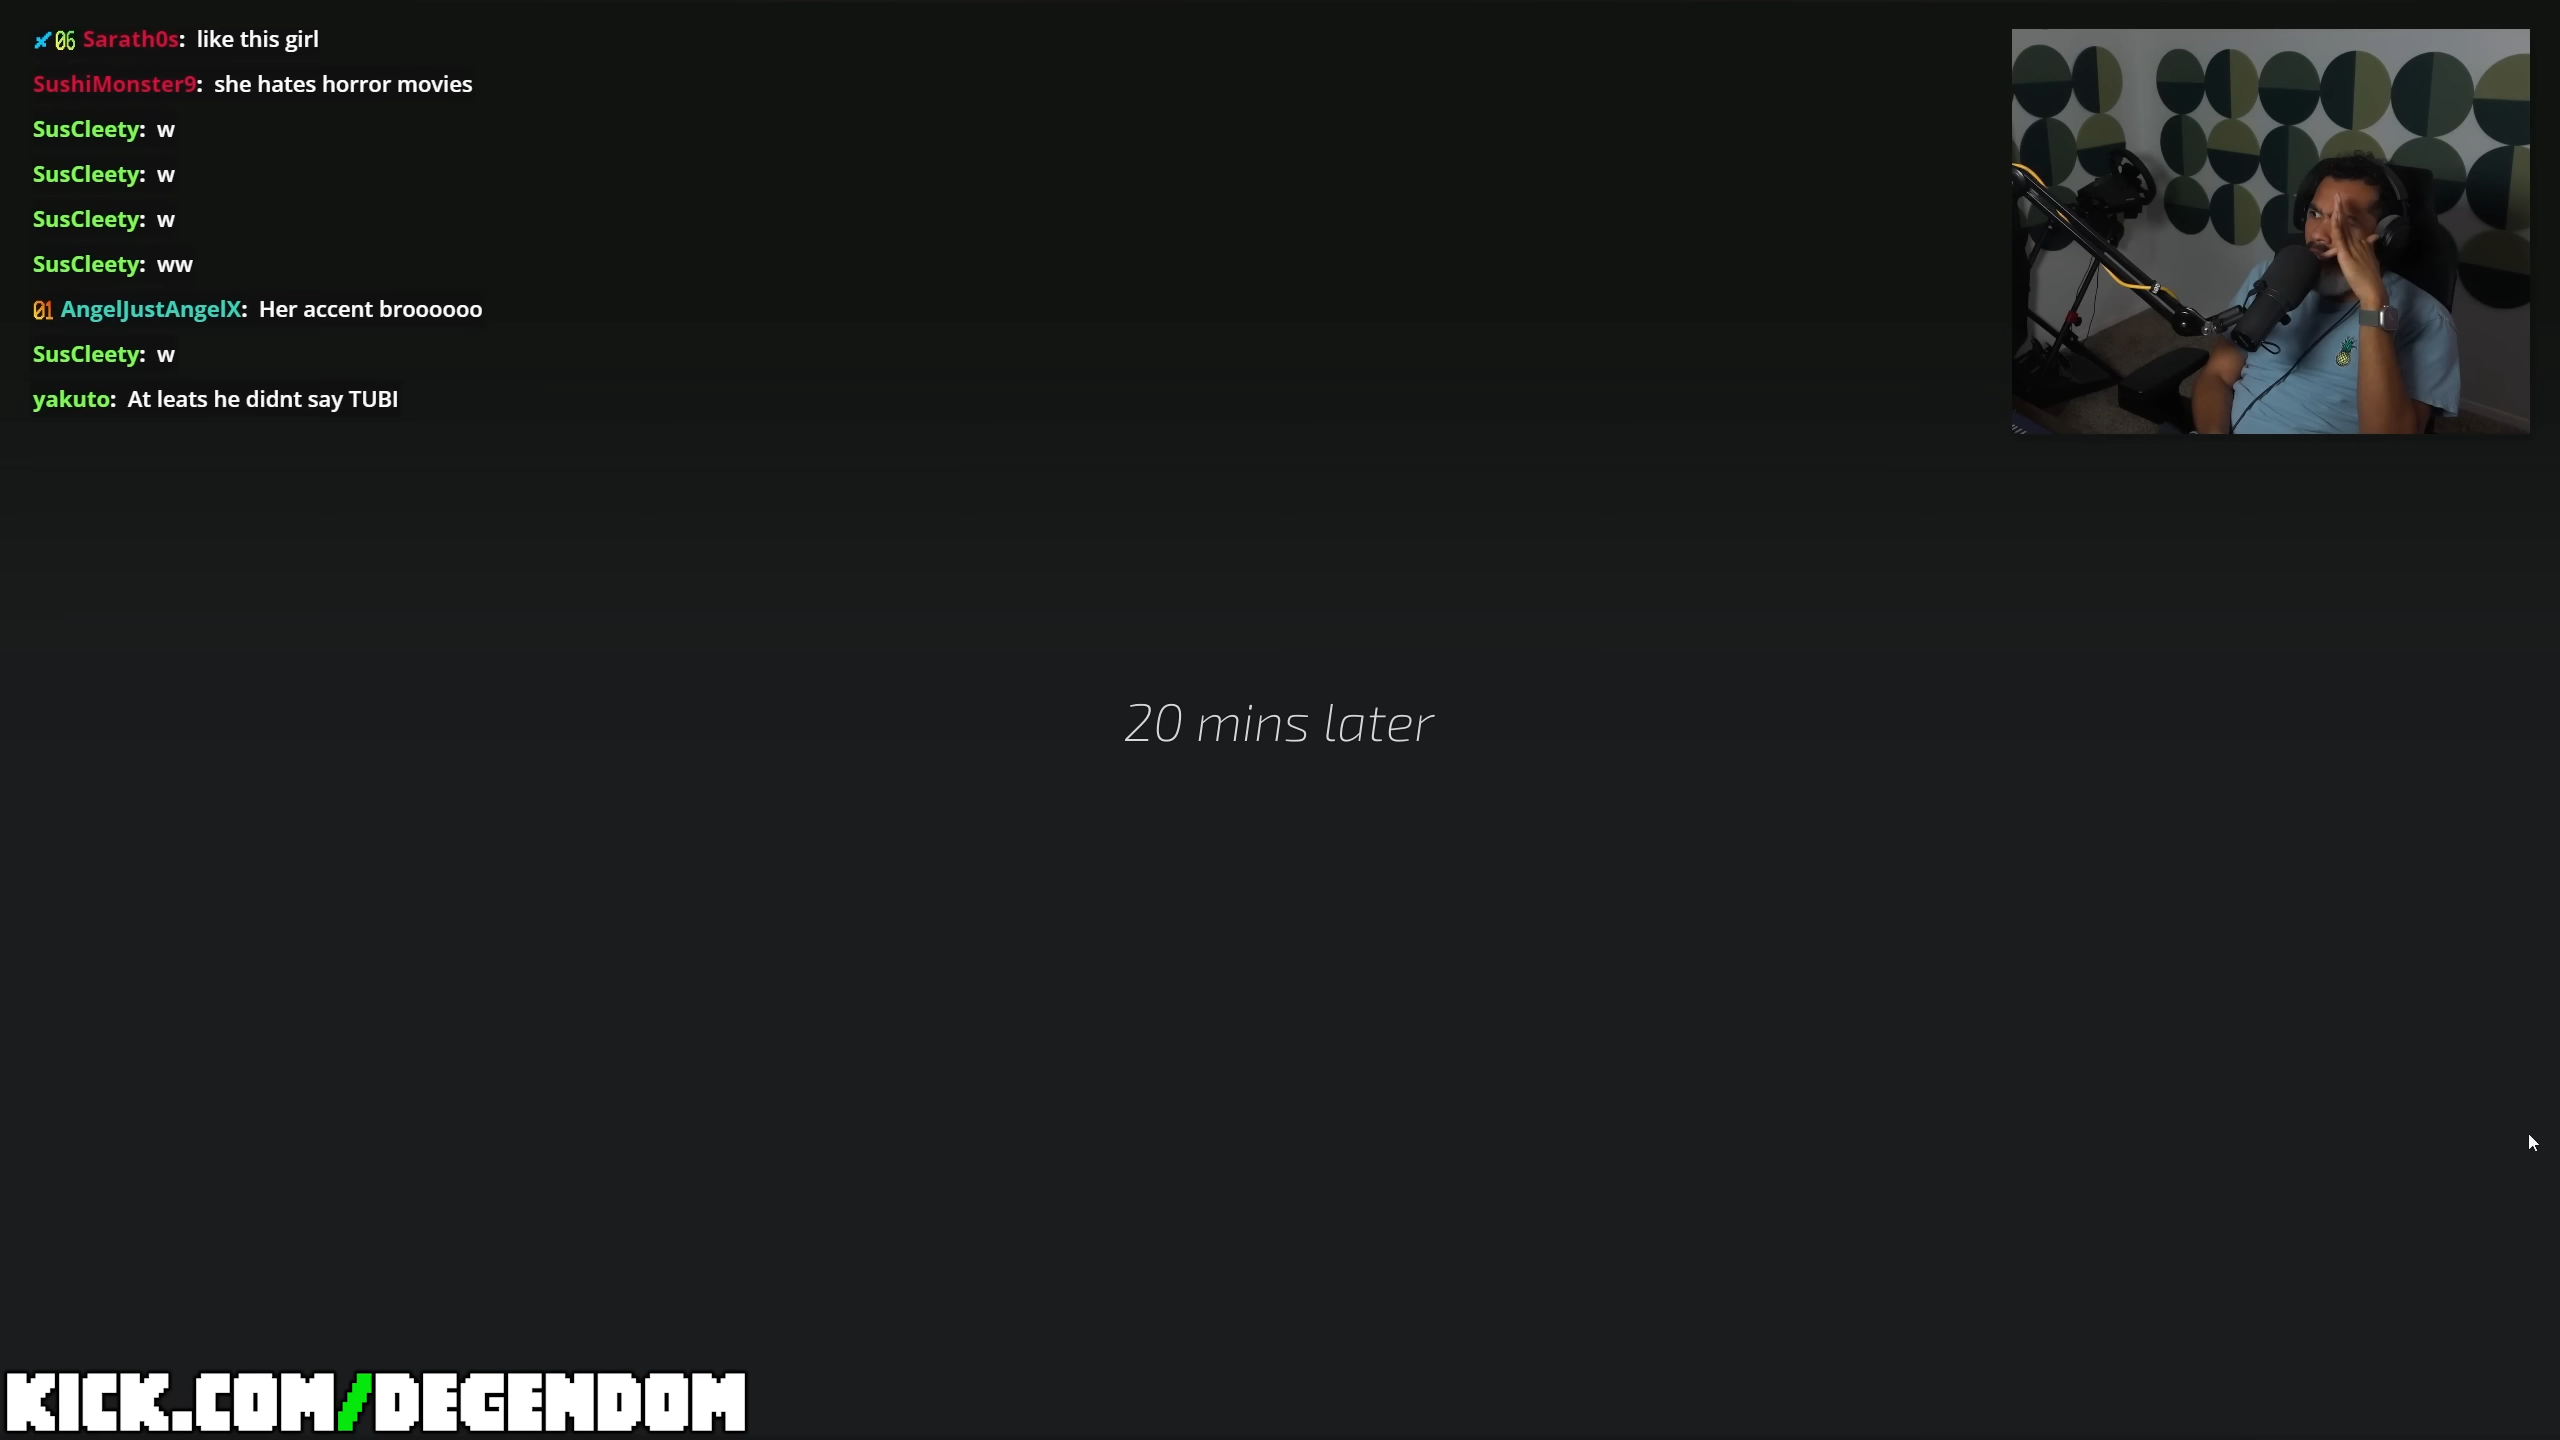 06 Sarath0s: like this girl
SushiMonster9: she hates horror movies
SusCleety: w
SusCleety: w
SusCleety: w
SusCleety: ww
01 AngelJustAngelX: Her accent broooooo
SusCleety: w
yakuto: At leats he didnt say TUBI
20 mins later
KICK.COM/DEGENDOM